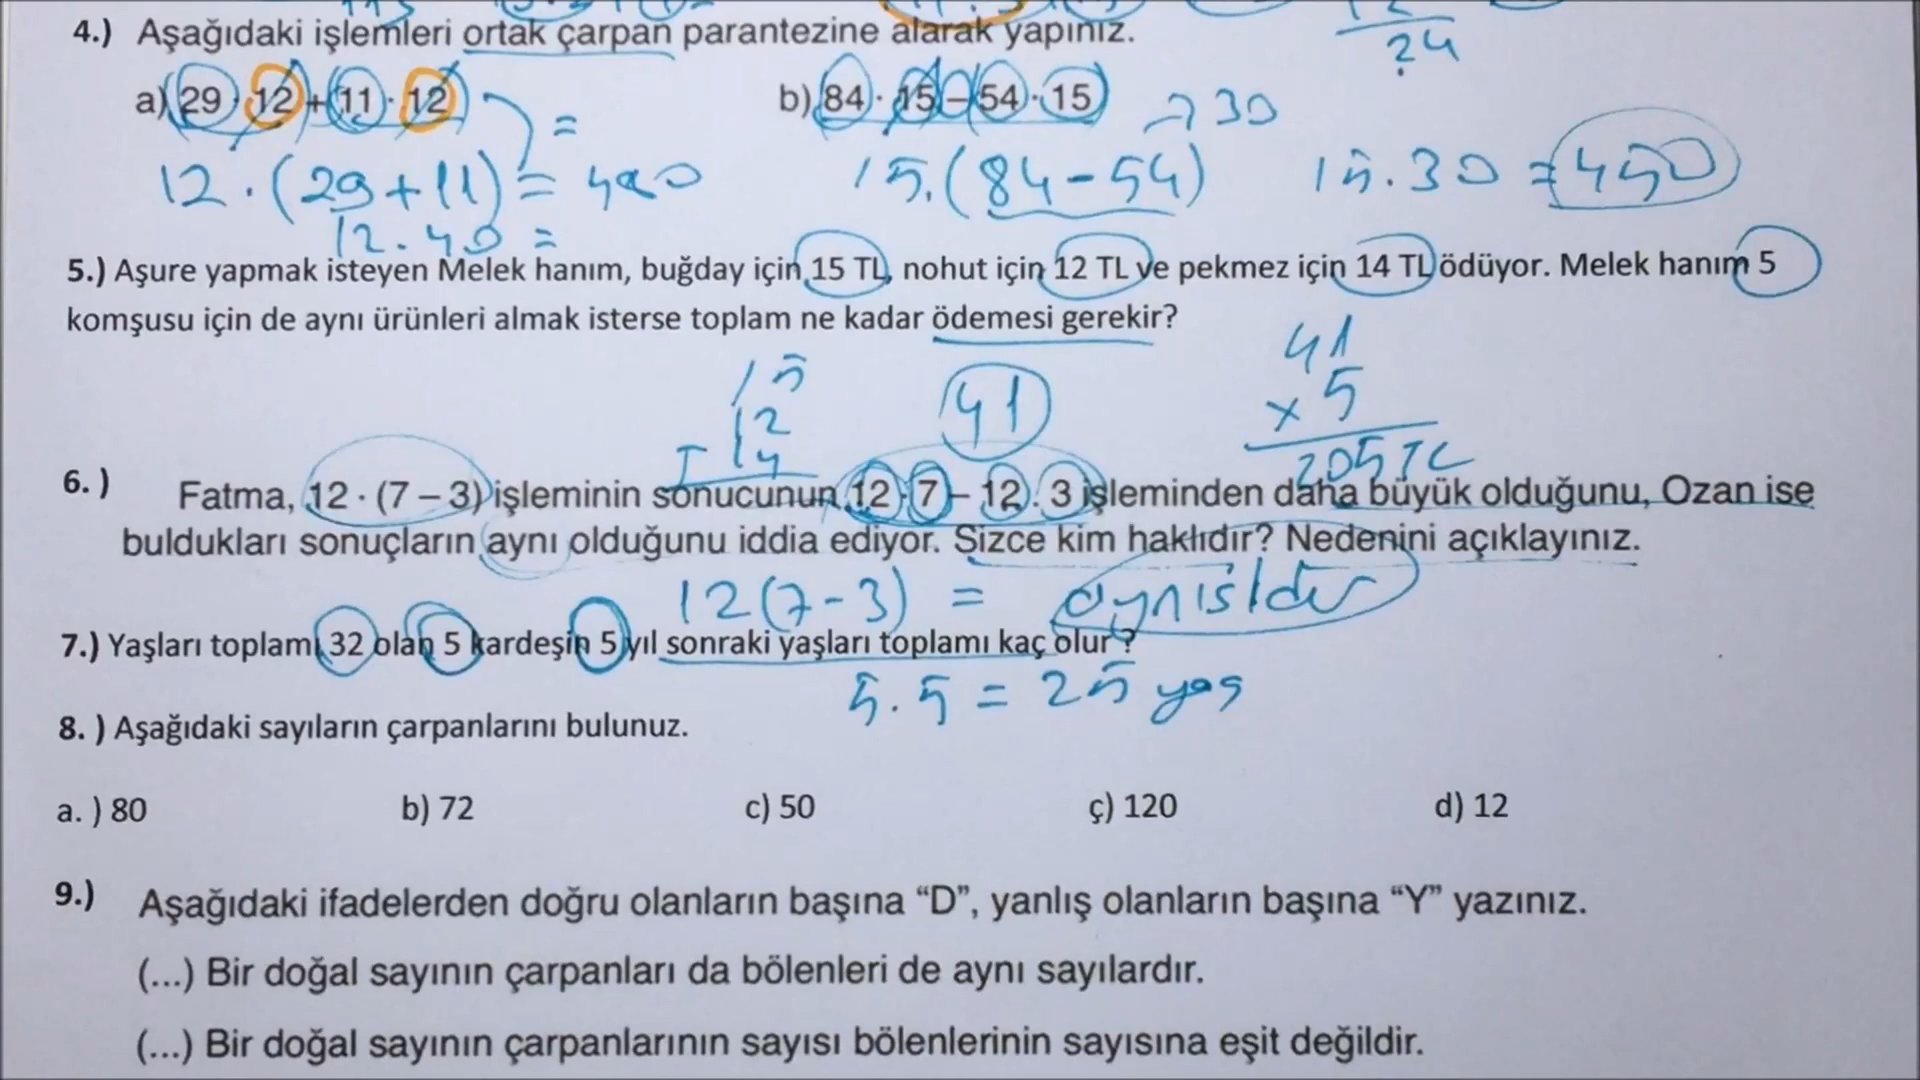 24
4.) Aşağıdaki işlemleri ortak çarpan parantezine alarak yapınız.
a) 29 · 12 + 11 · 12 =
b) 84 · 15 – 54 · 15 → 30
12 · (29 + 11) = 480
15 . (84 – 54)
15 . 30 = 450
12 . 40 =
5.) Aşure yapmak isteyen Melek hanım, buğday için 15 TL, nohut için 12 TL ve pekmez için 14 TL ödüyor. Melek hanım 5
komşusu için de aynı ürünleri almak isterse toplam ne kadar ödemesi gerekir?
15
12
+ 14
41
41
x 5
205 TL
6. ) Fatma, 12 · (7 – 3) işleminin sonucunun 12 · 7 – 12 · 3 işleminden daha büyük olduğunu, Ozan ise
buldukları sonuçların aynı olduğunu iddia ediyor. Sizce kim haklıdır? Nedenini açıklayınız.
12 (7 – 3) = aynısıdır
7.) Yaşları toplamı 32 olan 5 kardeşin 5 yıl sonraki yaşları toplamı kaç olur ?
5 . 5 = 25 yaş
8. ) Aşağıdaki sayıların çarpanlarını bulunuz.
a. ) 80 b) 72 c) 50 ç) 120 d) 12
9.) Aşağıdaki ifadelerden doğru olanların başına “D”, yanlış olanların başına “Y” yazınız.
(...) Bir doğal sayının çarpanları da bölenleri de aynı sayılardır.
(...) Bir doğal sayının çarpanlarının sayısı bölenlerinin sayısına eşit değildir.